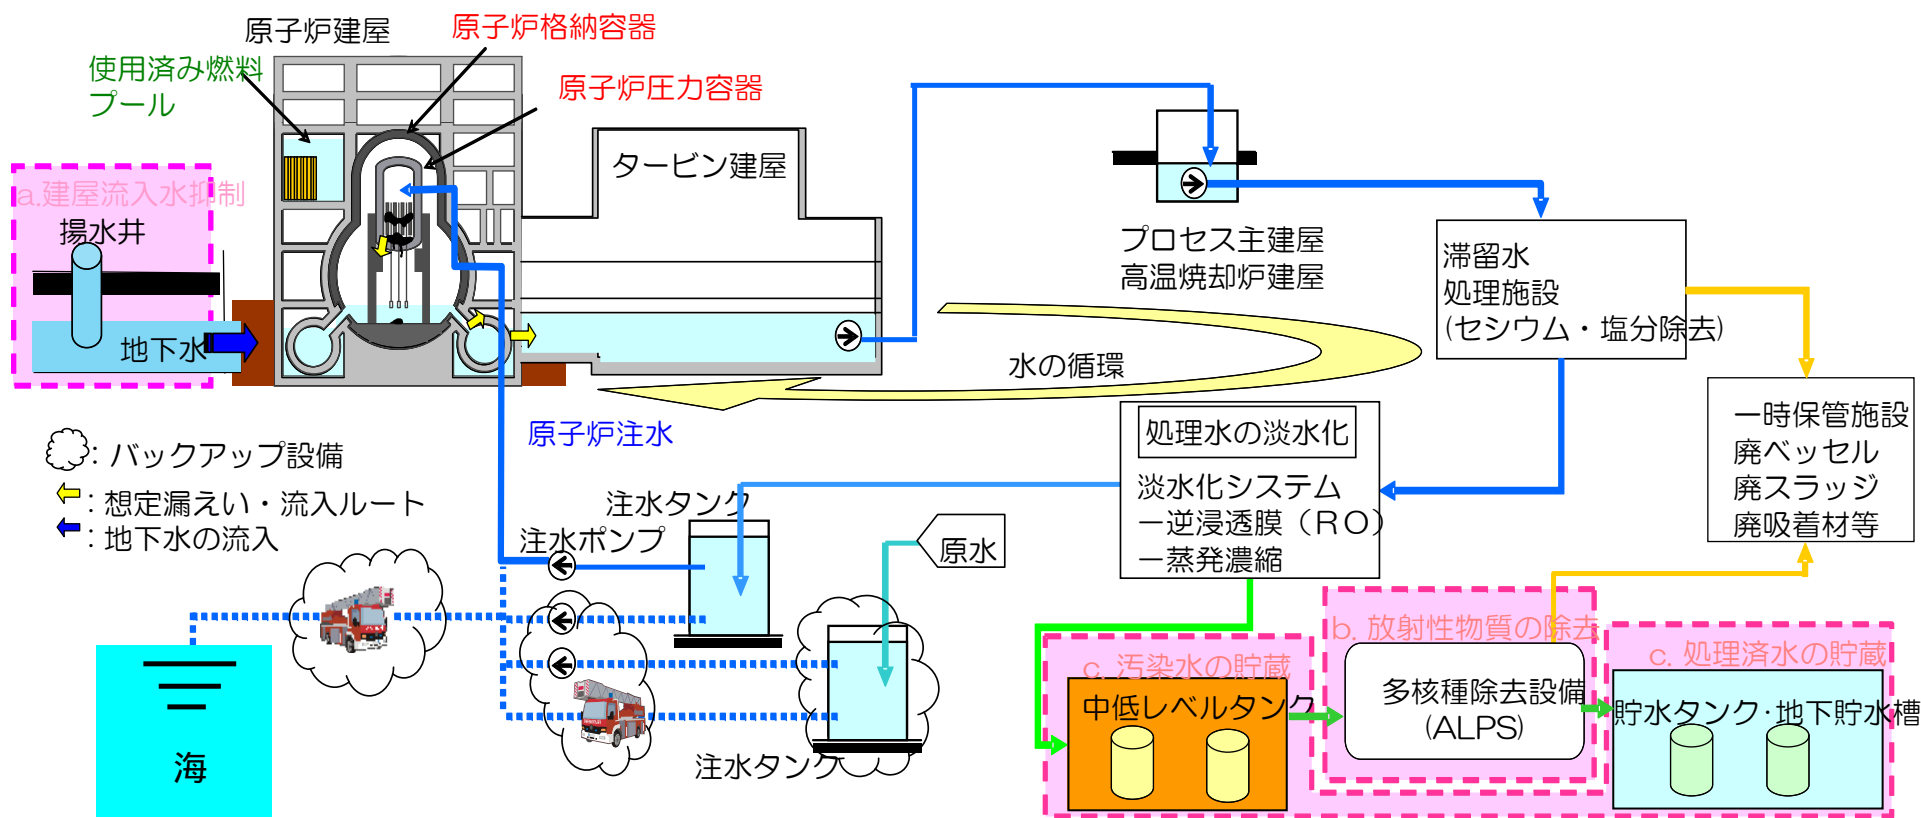 原子炉建屋
原子炉格納容器
使用済み燃料
プール
原子炉圧力容器
タービン建屋
a.建屋流入水抑制
揚水井
地下水
プロセス主建屋
高温焼却炉建屋
滞留水
処理施設
(セシウム・塩分除去)
水の循環
一時保管施設
廃ベッセル
廃スラッジ
廃吸着材等
原子炉注水
処理水の淡水化
淡水化システム
−逆浸透膜（RO）
−蒸発濃縮
：バックアップ設備
：想定漏えい・流入ルート
：地下水の流入
注水タンク
注水ポンプ
原水
b. 放射性物質の除去
c. 汚染水の貯蔵
c. 処理済水の貯蔵
中低レベルタンク
多核種除去設備
(ALPS)
貯水タンク・地下貯水槽
海
注水タンク